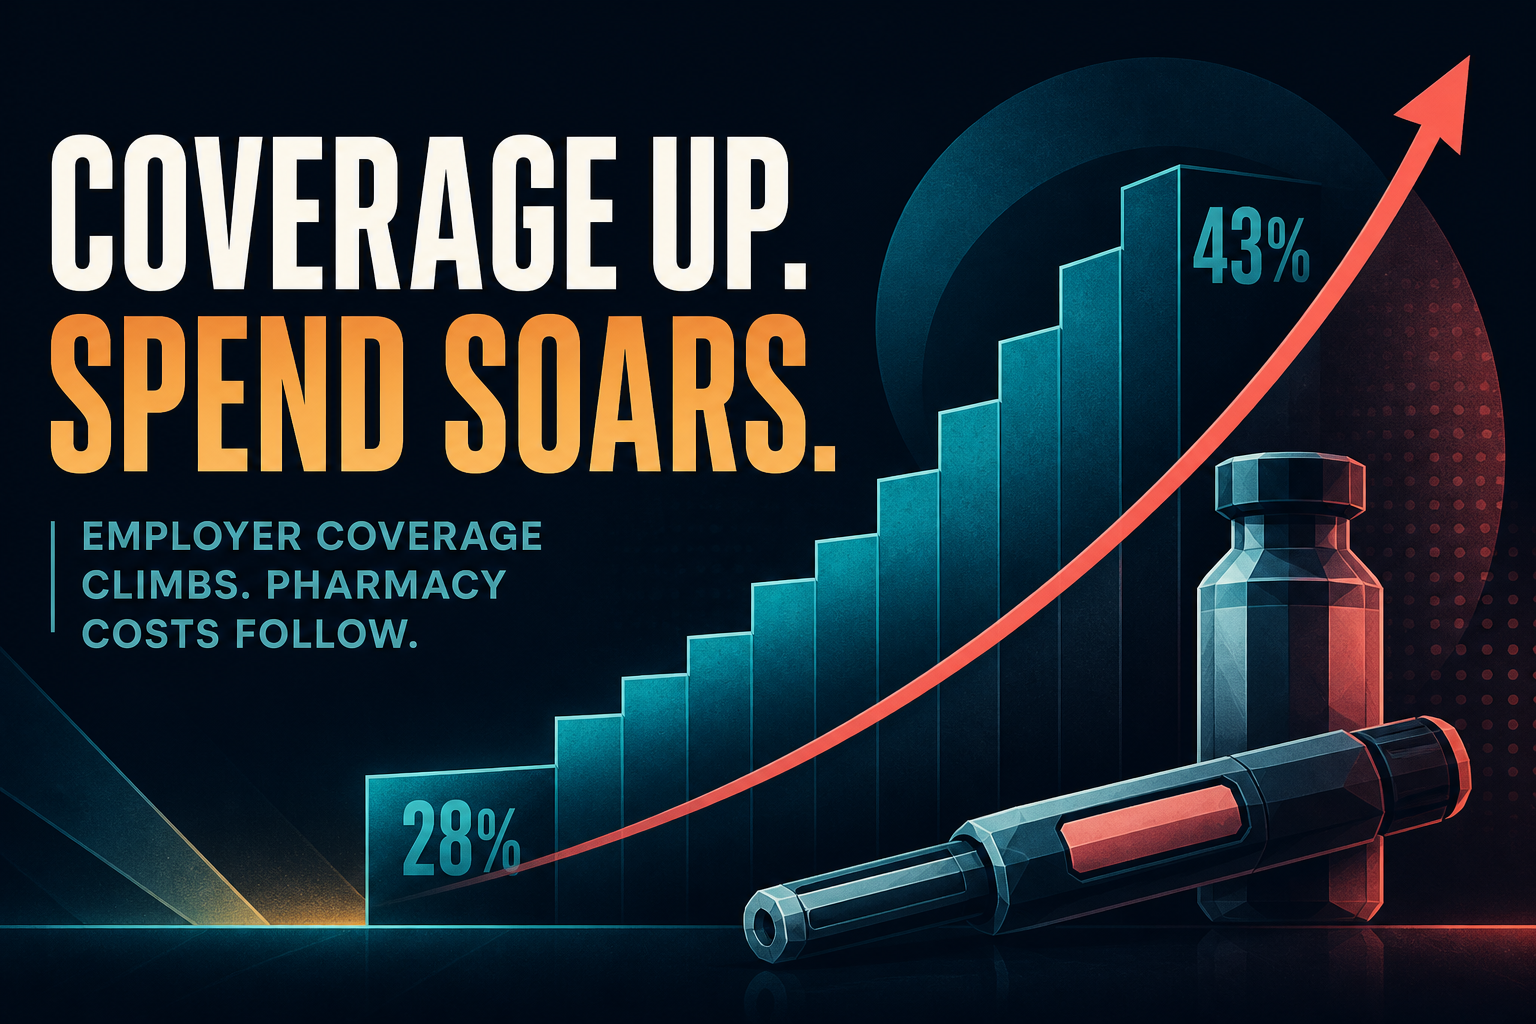 COVERAGE UP.
SPEND SOARS.
EMPLOYER COVERAGE
CLIMBS. PHARMACY
COSTS FOLLOW.
43%
28%